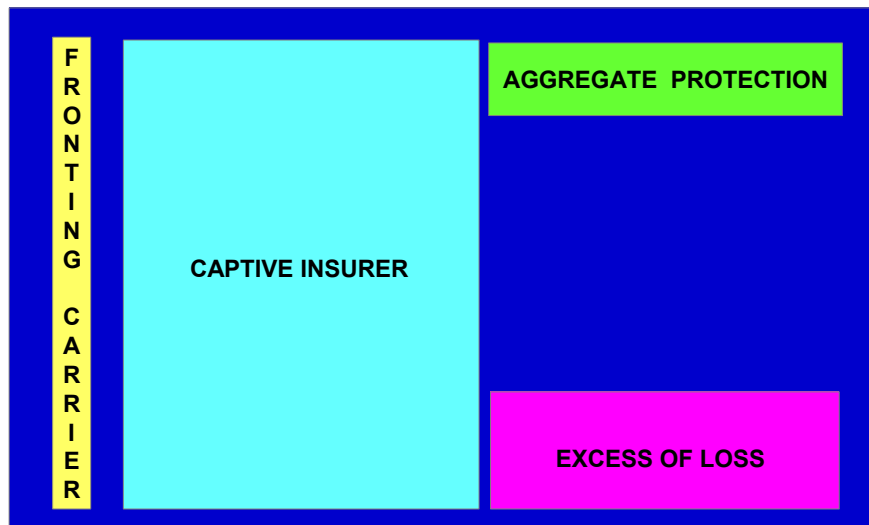 FRONTING CARRIER
AGGREGATE PROTECTION
CAPTIVE INSURER
EXCESS OF LOSS